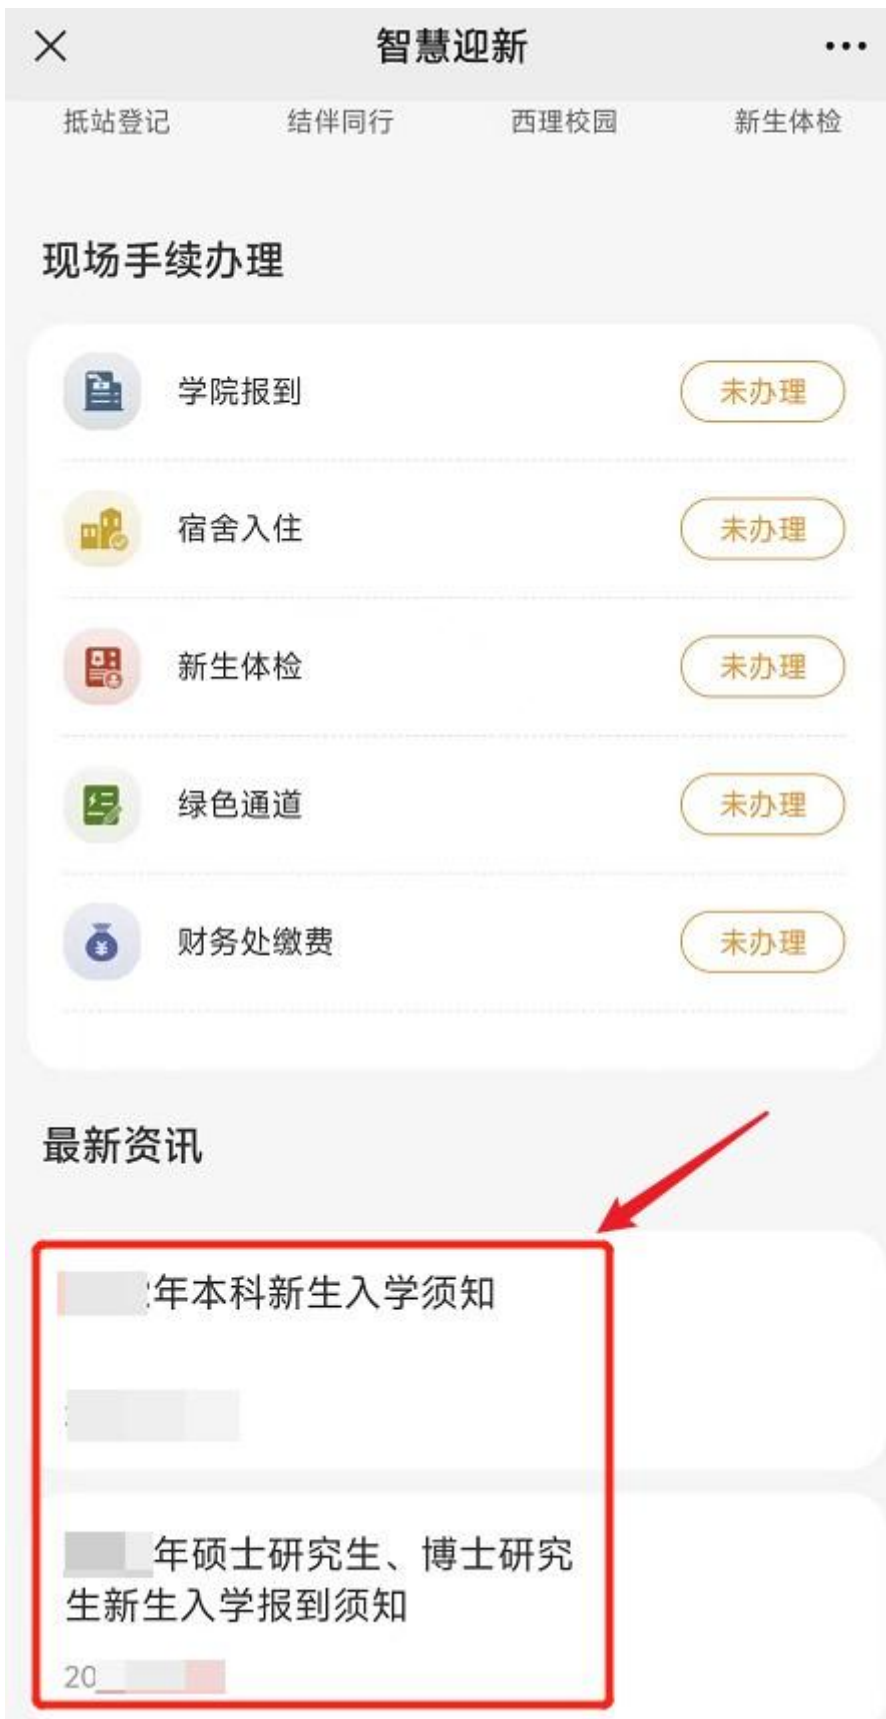 智慧迎新
抵站登记 结伴同行 西理校园 新生体检
现场手续办理
学院报到 未办理
宿舍入住 未办理
新生体检 未办理
绿色通道 未办理
财务处缴费 未办理
最新资讯
年本科新生入学须知
年硕士研究生、博士研究
生新生入学报到须知
20